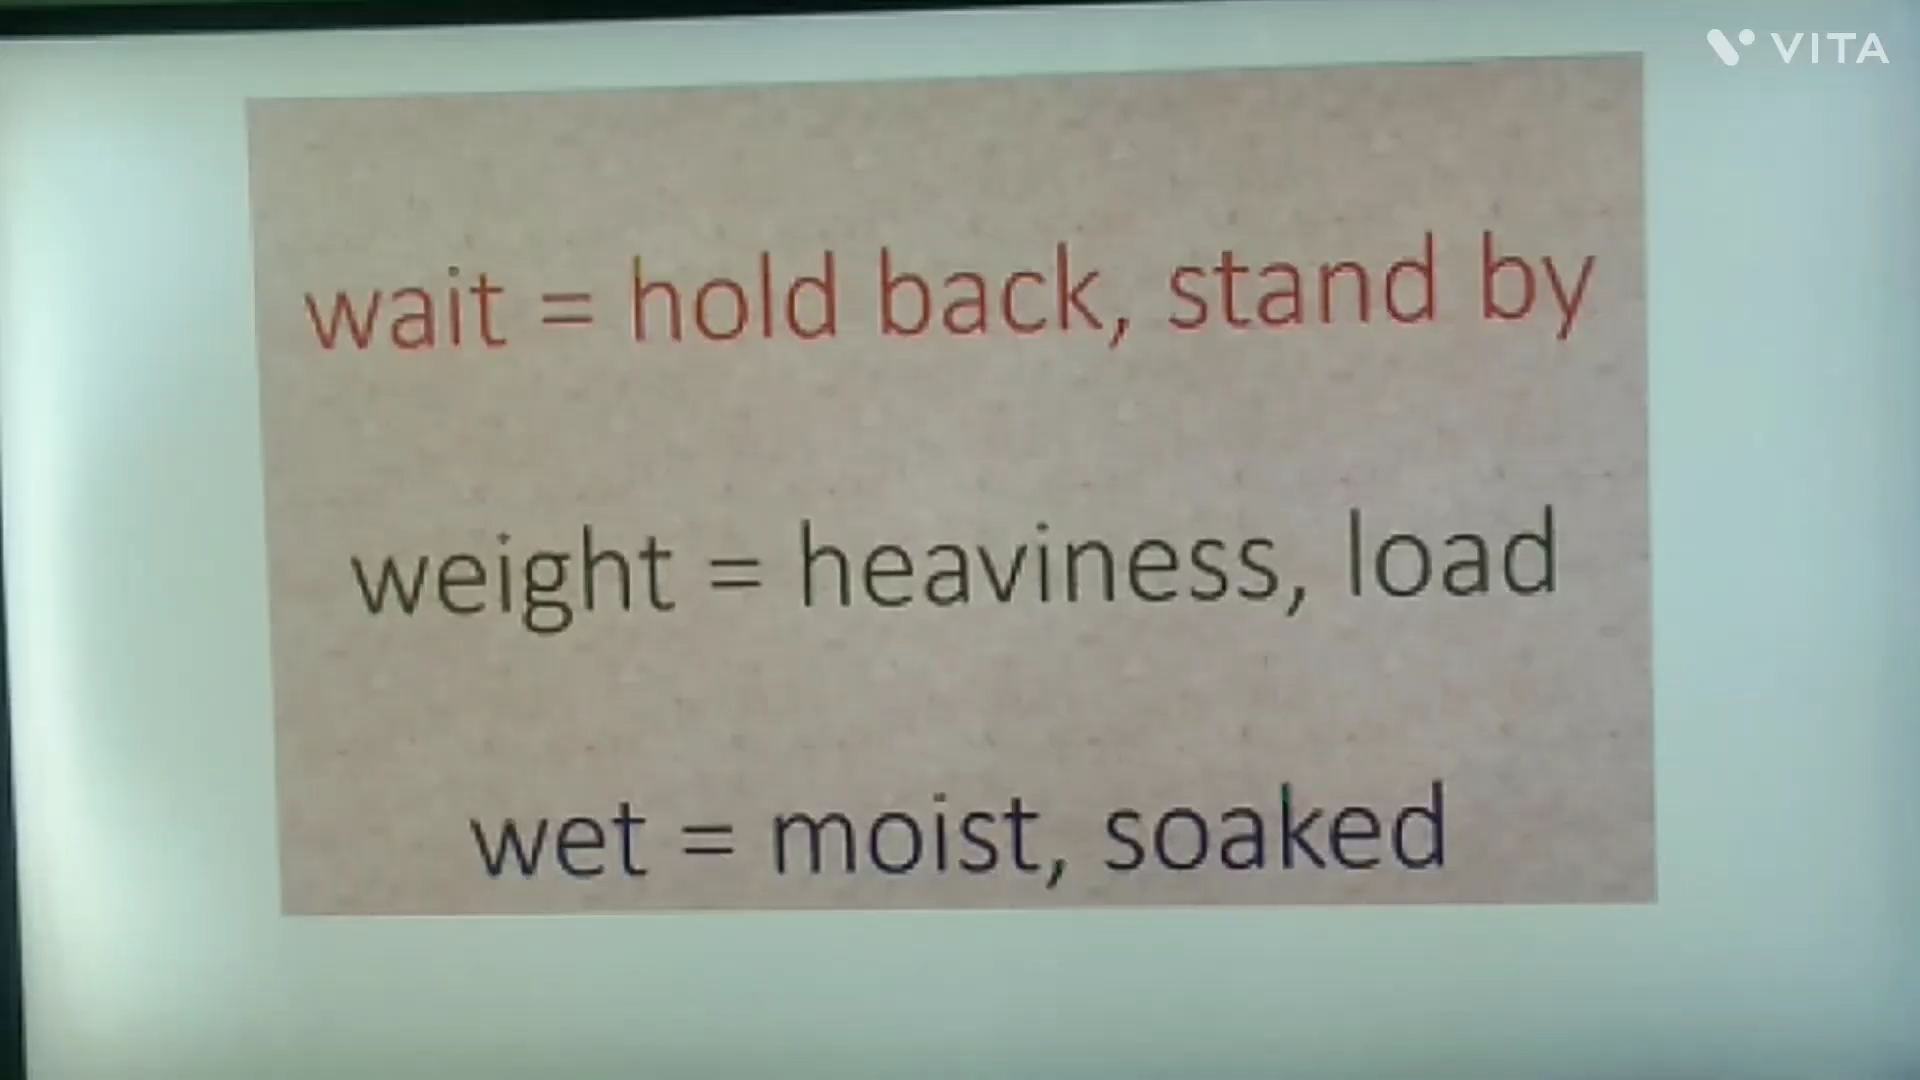 VITA
wait = hold back, stand by
weight = heaviness, load
wet = moist, soaked